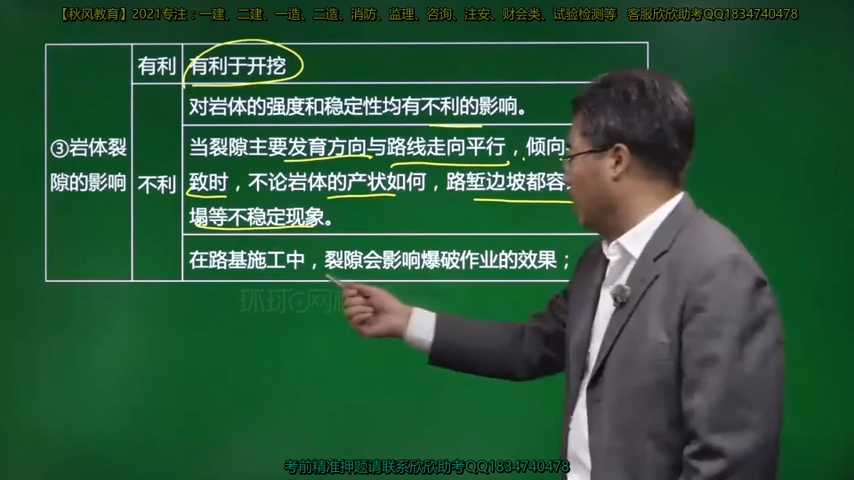 【秋风教育】2021专注：一建、二建、一造、二造、消防、监理、咨询、注安、财会类、试验检测等 客服欣欣助考QQ1834740478
③岩体裂
隙的影响
有利
有利于开挖
不利
对岩体的强度和稳定性均有不利的影响。
当裂隙主要发育方向与路线走向平行，倾向
致时，不论岩体的产状如何，路堑边坡都容
塌等不稳定现象。
在路基施工中，裂隙会影响爆破作业的效果；
环球网
考前精准押题请联系欣欣助考QQ1834740478